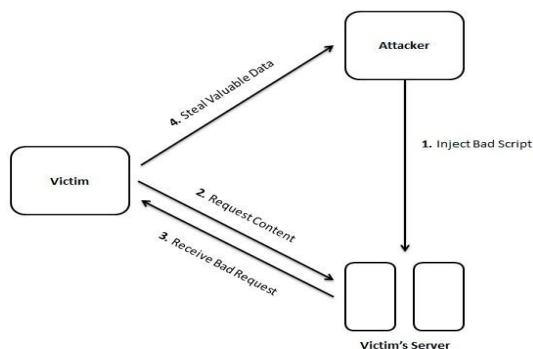 Attacker
4. Steal Valuable Data
1. Inject Bad Script
Victim
2. Request Content
3. Receive Bad Request
Victim's Server